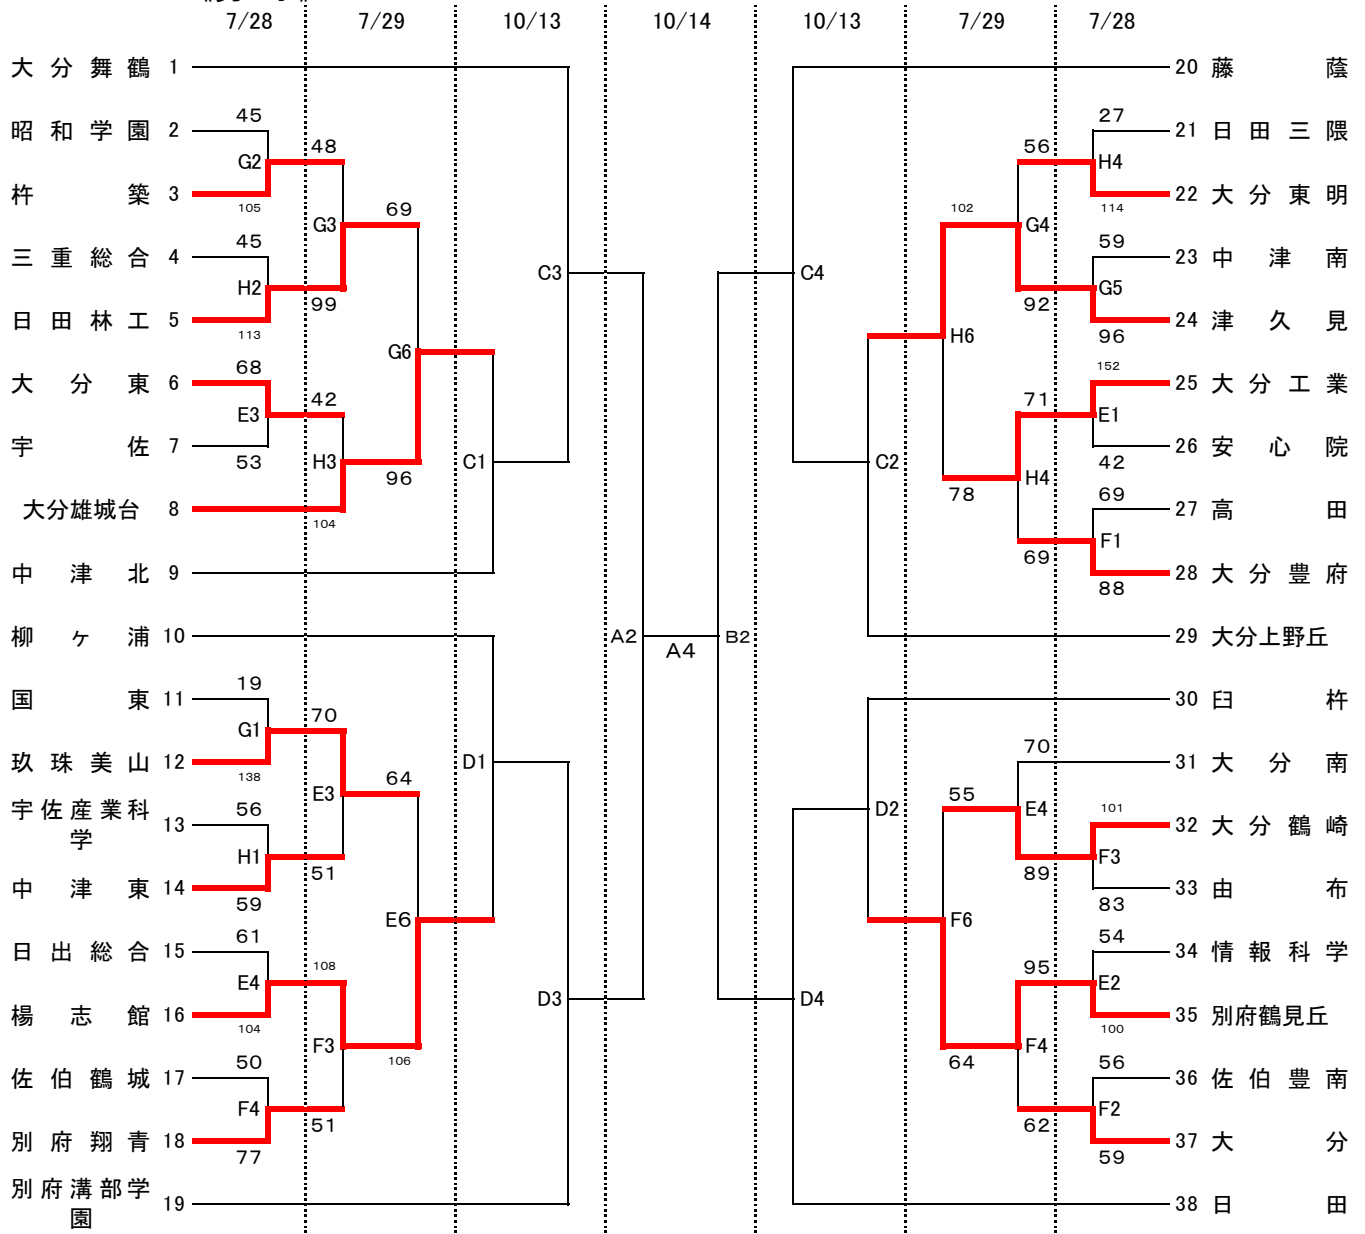 7/28 7/29 10/13 10/14 10/13 7/29 7/28
大分舞鶴 1
20 藤蔭
45
27
昭和学園 2
21 日田三隈
48
56
G2
H4
杵築 3
22 大分東明
105
114
69
102
G3
G4
45
59
三重総合 4
23 中津南
C3
C4
H2
G5
99
92
日田林工 5
24 津久見
113
96
H6
G6
68
152
大分東 6
25 大分工業
42
71
E3
E1
宇佐 7
26 安心院
53
42
H3
C1
C2
96
H4
78
69
大分雄城台 8
27 高田
104
F1
69
中津北 9
28 大分豊府
88
柳ヶ浦 10
A2
A4
B2
29 大分上野丘
19
国東 11
30 臼杵
70
G1
70
玖珠美山 12
D1
31 大分南
138
64
E3
55
56
101
宇佐産業科学 13
D2
E4
32 大分鶴崎
H1
F3
51
89
中津東 14
33 由布
59
83
E6
F6
61
54
日出総合 15
34 情報科学
108
95
E4
E2
D3
D4
楊志館 16
35 別府鶴見丘
104
100
F3
F4
106
64
50
56
佐伯鶴城 17
36 佐伯豊南
F4
F2
51
62
別府翔青 18
37 大分
77
59
別府溝部学園 19
38 日田